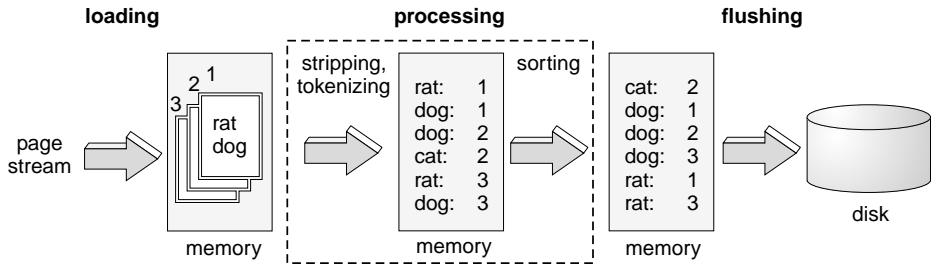 loading
processing
flushing
page
stream
1
2
3
rat
dog
memory
stripping,
tokenizing
rat: 1
dog: 1
dog: 2
cat: 2
rat: 3
dog: 3
memory
sorting
cat: 2
dog: 1
dog: 2
dog: 3
rat: 1
rat: 3
memory
disk